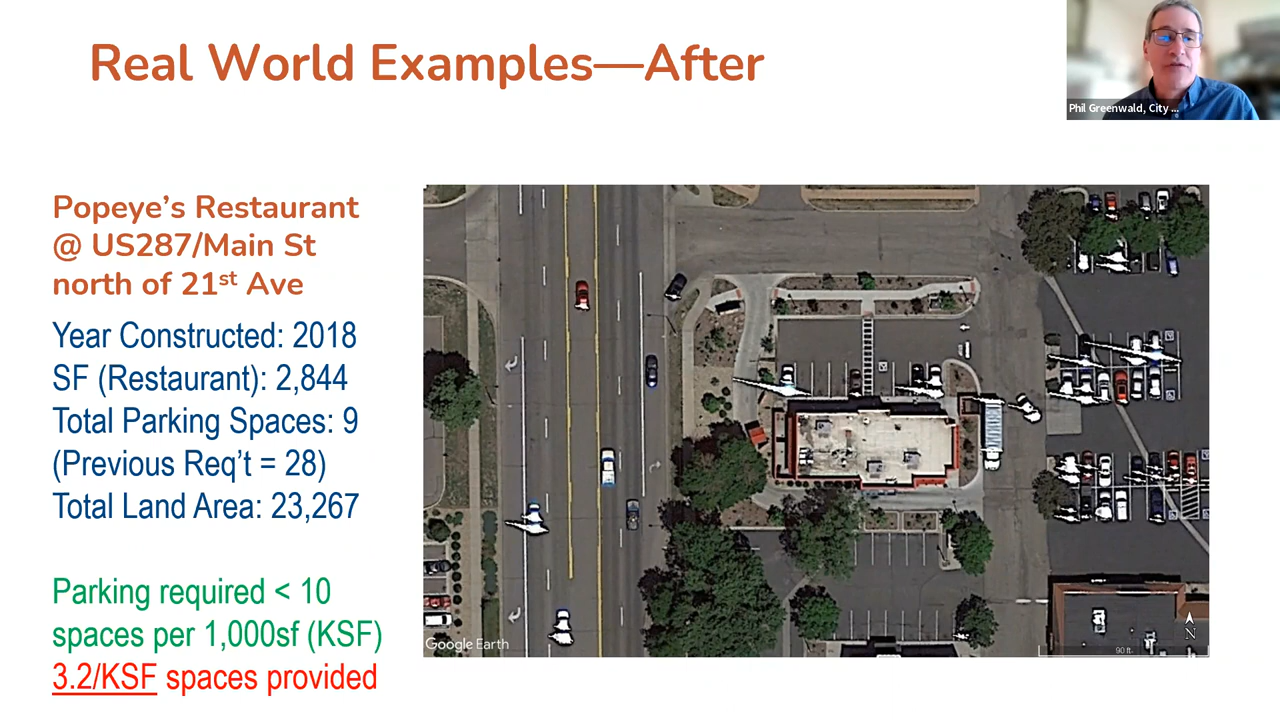 Real World Examples—After
Phil Greenwald, City ...
Popeye’s Restaurant
@ US287/Main St
north of 21st Ave
Year Constructed: 2018
SF (Restaurant): 2,844
Total Parking Spaces: 9
(Previous Req’t = 28)
Total Land Area: 23,267
Parking required < 10
spaces per 1,000sf (KSF)
3.2/KSF spaces provided
Google Earth
N
90 ft